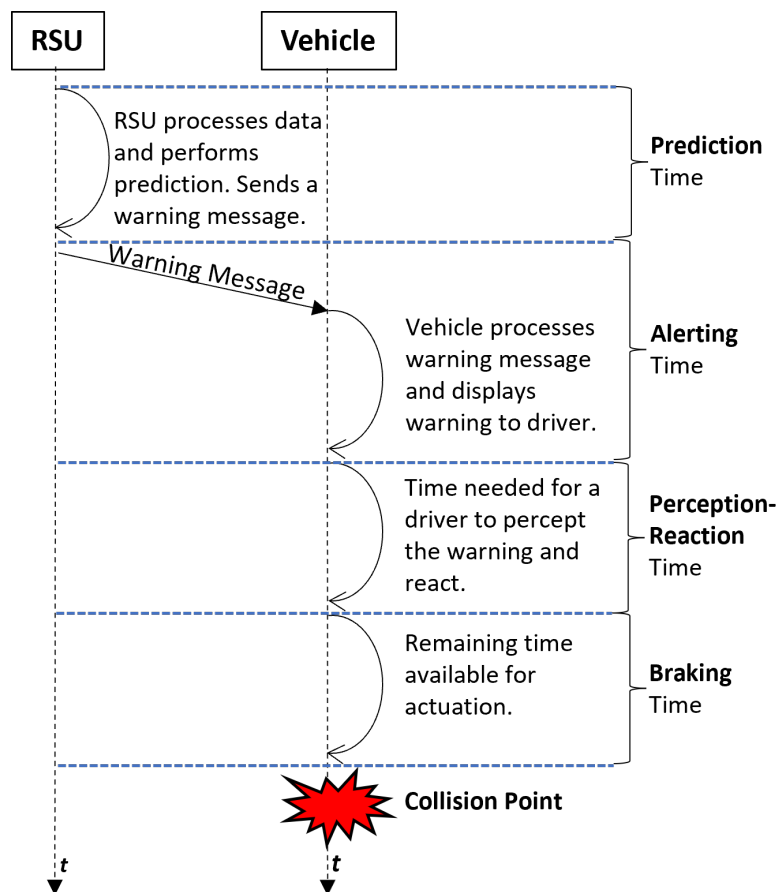 RSU
Vehicle
RSU processes data
and performs
prediction. Sends a
warning message.
Prediction
Time
Warning Message
Vehicle processes
warning message
and displays
warning to driver.
Alerting
Time
Time needed for a
driver to percept
the warning and
react.
Perception-
Reaction
Time
Remaining time
available for
actuation.
Braking
Time
Collision Point
t
t